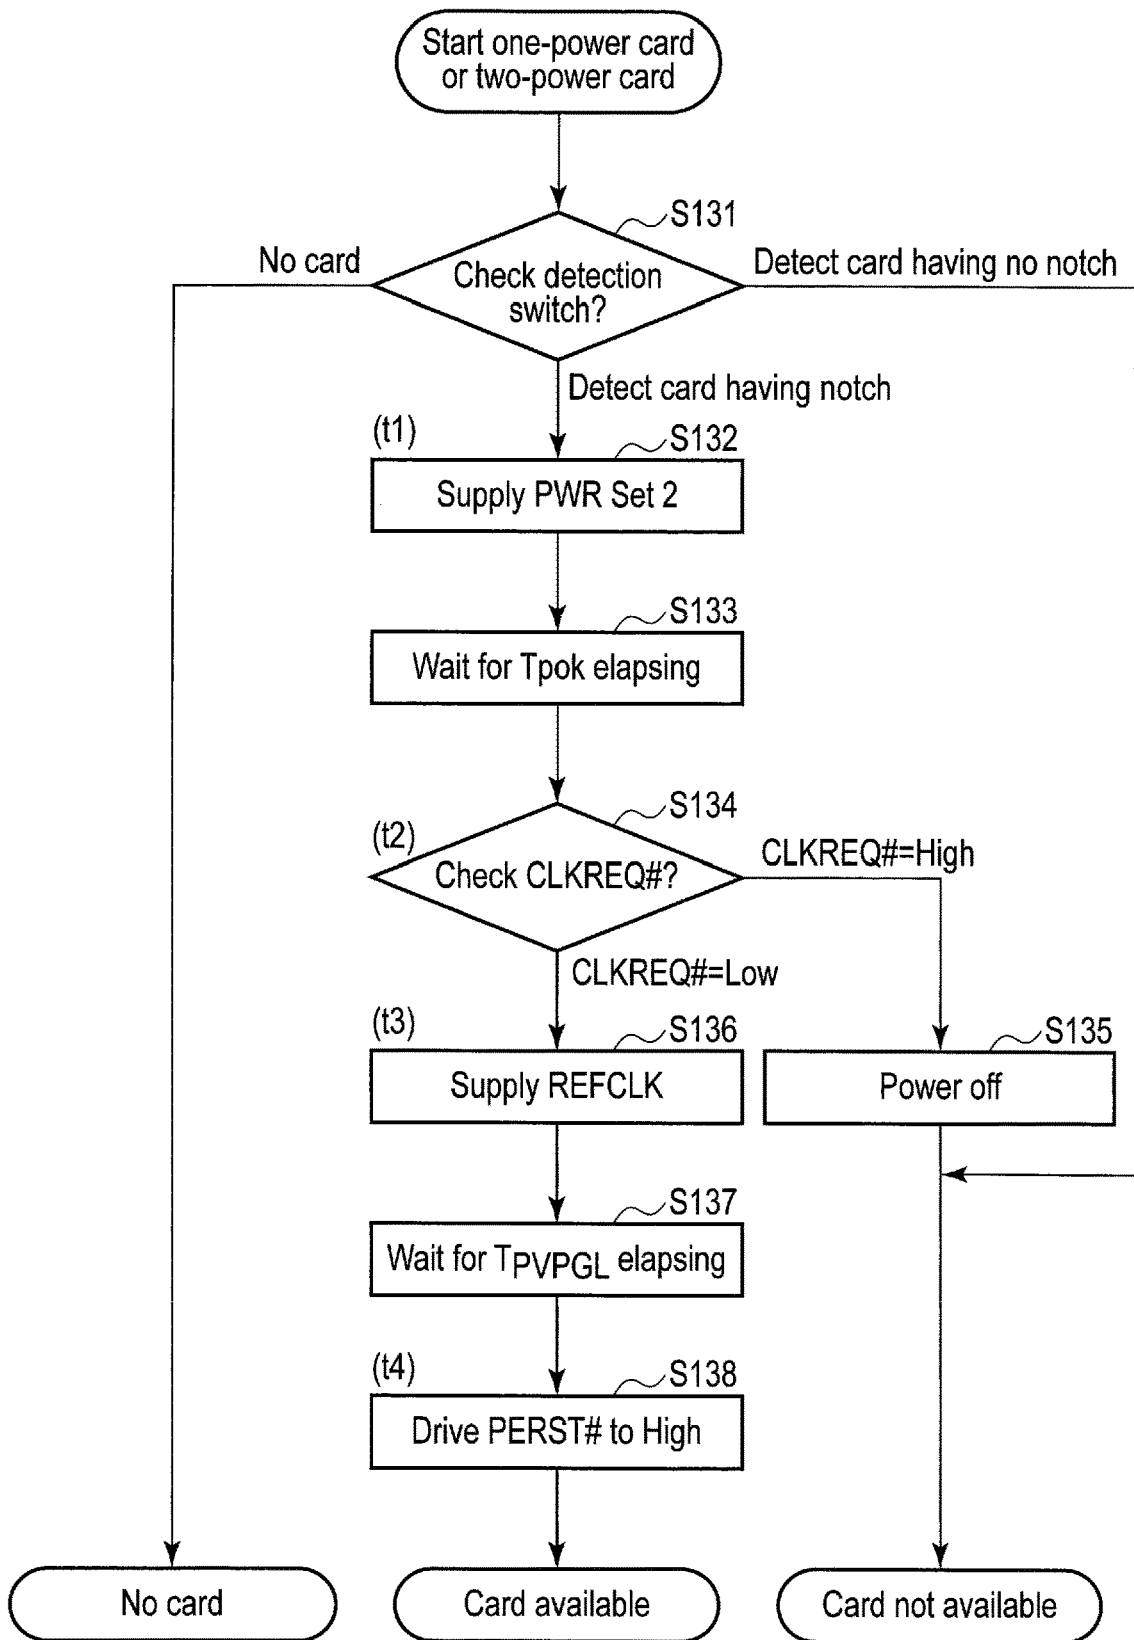 Start one-power card
or two-power card
S131
No card
Check detection
switch?
Detect card having no notch
Detect card having notch
(t1)
S132
Supply PWR Set 2
S133
Wait for Tpok elapsing
S134
(t2)
Check CLKREQ#?
CLKREQ#=High
CLKREQ#=Low
(t3)
S136
S135
Supply REFCLK
Power off
S137
Wait for TPVPGL elapsing
(t4)
S138
Drive PERST# to High
No card
Card available
Card not available